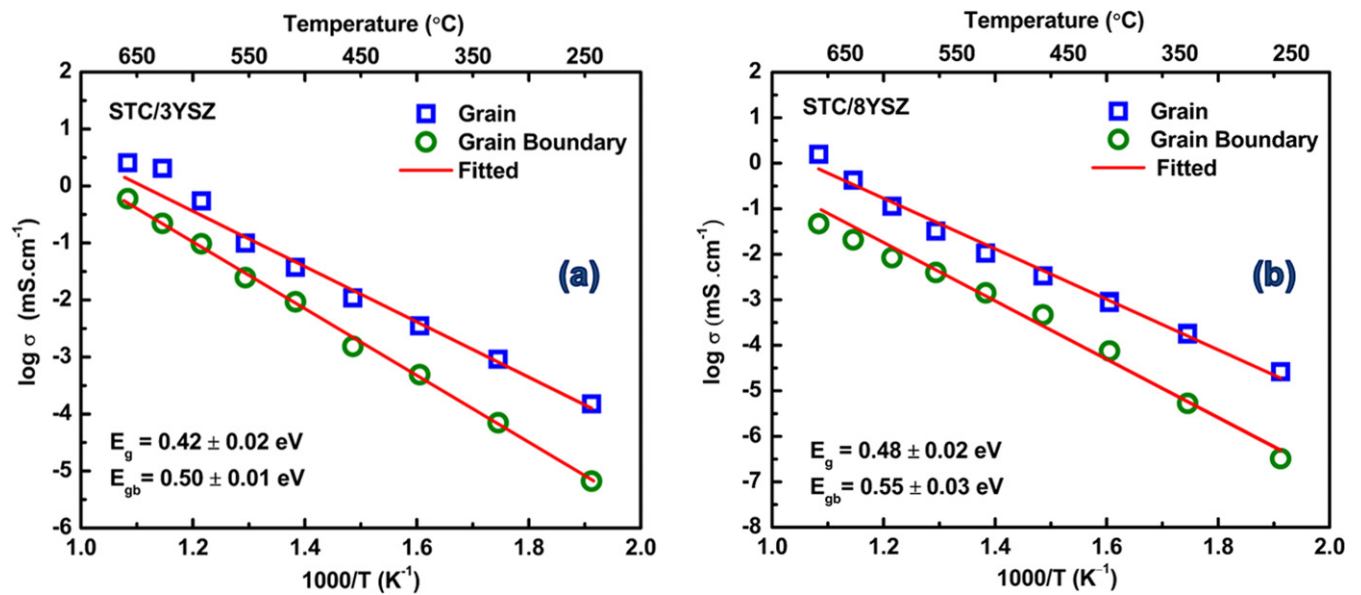 Temperature (°C)
650 550 450 350 250
2
1
0
-1
-2
-3
-4
-5
-6
log σ (mS.cm⁻¹)
STC/3YSZ
Grain
Grain Boundary
Fitted
(a)
E_g = 0.42 ± 0.02 eV
E_gb = 0.50 ± 0.01 eV
1.0 1.2 1.4 1.6 1.8 2.0
1000/T (K⁻¹)
Temperature (°C)
650 550 450 350 250
2
1
0
-1
-2
-3
-4
-5
-6
-7
-8
log σ (mS .cm⁻¹)
STC/8YSZ
Grain
Grain Boundary
Fitted
(b)
E_g = 0.48 ± 0.02 eV
E_gb = 0.55 ± 0.03 eV
1.0 1.2 1.4 1.6 1.8 2.0
1000/T (K⁻¹)